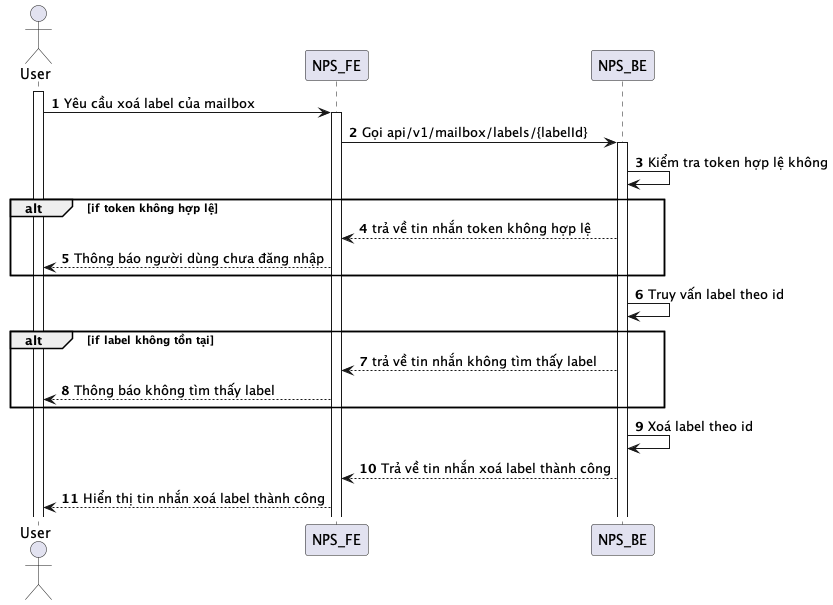 User
NPS_FE
NPS_BE
1 Yêu cầu xoá label của mailbox
2 Gọi api/v1/mailbox/labels/{labelId}
3 Kiểm tra token hợp lệ không
alt [if token không hợp lệ]
4 trả về tin nhắn token không hợp lệ
5 Thông báo người dùng chưa đăng nhập
6 Truy vấn label theo id
alt [if label không tồn tại]
7 trả về tin nhắn không tìm thấy label
8 Thông báo không tìm thấy label
9 Xoá label theo id
10 Trả về tin nhắn xoá label thành công
11 Hiển thị tin nhắn xoá label thành công
User
NPS_FE
NPS_BE